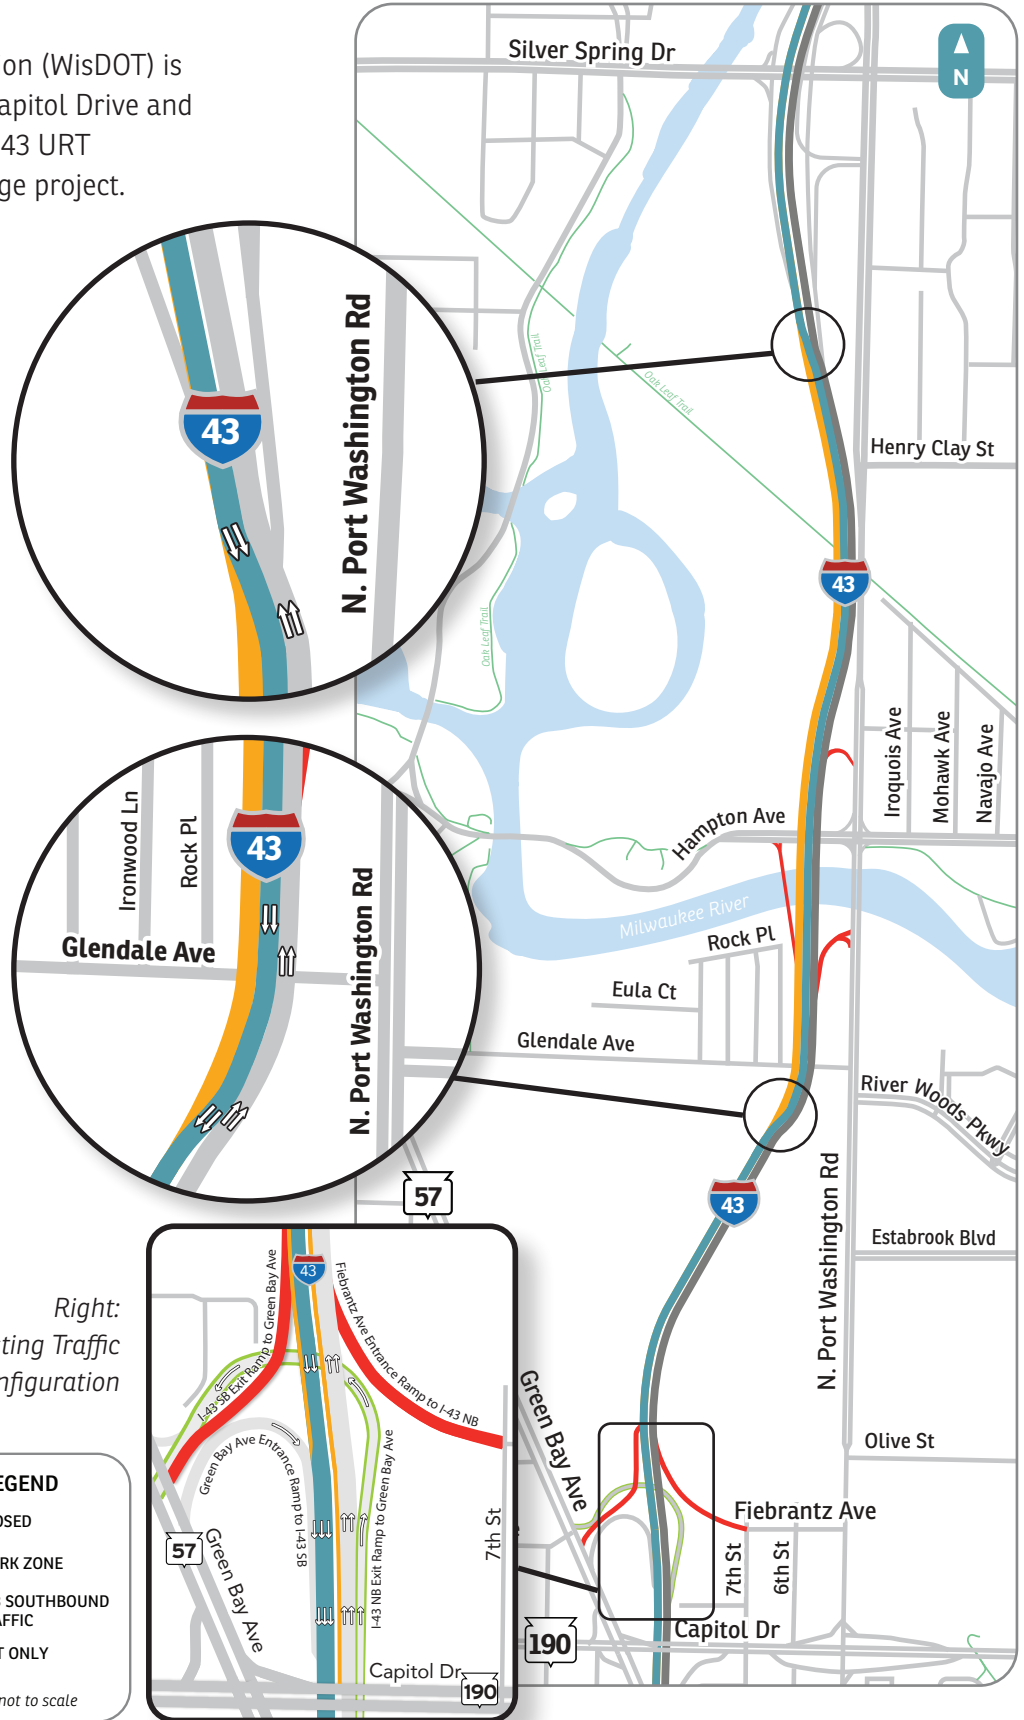 on (WisDOT) is
apitol Drive and
43 URT
ge project.
Silver Spring Dr
N
N. Port Washington Rd
43
Oak Leaf Trail
Oak Leaf Trail
Henry Clay St
43
Oak Leaf Trail
Iroquois Ave
Mohawk Ave
Navajo Ave
Hampton Ave
Milwaukee River
Ironwood Ln
Rock Pl
43
Glendale Ave
N. Port Washington Rd
Rock Pl
Eula Ct
Glendale Ave
River Woods Pkwy
57
43
N. Port Washington Rd
Estabrook Blvd
Right:
ting Traffic
nfiguration
43
I-43 SB Exit Ramp to Green Bay Ave
Fiebrantz Ave Entrance Ramp to I-43 NB
Green Bay Ave Entrance Ramp to I-43 SB
I-43 NB Exit Ramp to Green Bay Ave
7th St
57
Green Bay Ave
Capitol Dr
190
Green Bay Ave
Olive St
Fiebrantz Ave
7th St
6th St
190
Capitol Dr
EGEND
OSED
RK ZONE
SOUTHBOUND
AFFIC
T ONLY
not to scale